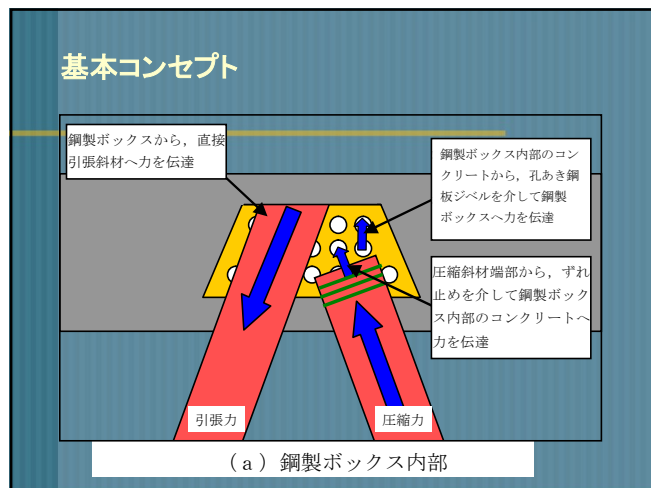 基本コンセプト
鋼製ボックスから，直接
引張斜材へ力を伝達
鋼製ボックス内部のコン
クリートから，孔あき鋼
板ジベルを介して鋼製
ボックスへ力を伝達
圧縮斜材端部から，ずれ
止めを介して鋼製ボック
ス内部のコンクリートへ
力を伝達
引張力
圧縮力
（a）鋼製ボックス内部